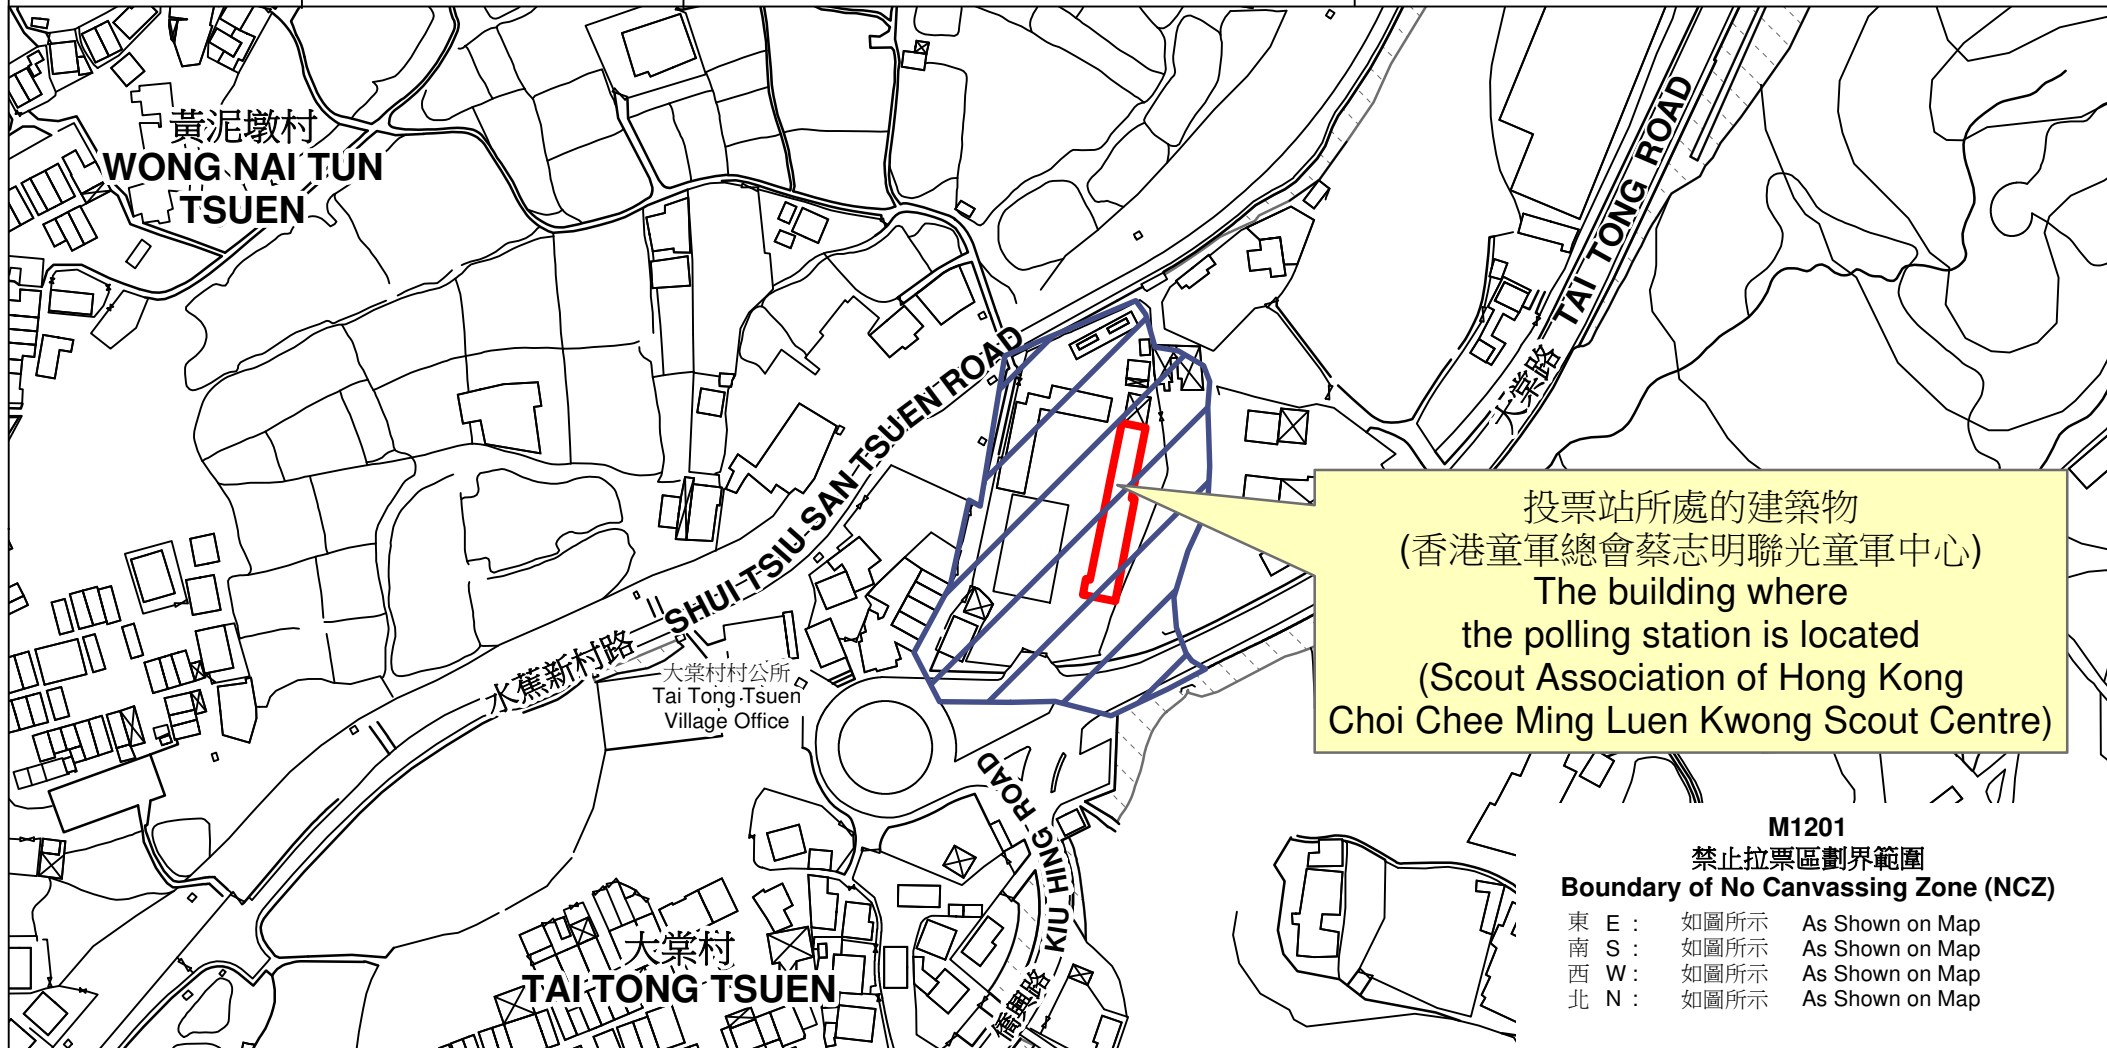 黃泥墩村
WONG NAI TUN
TSUEN
TAI TONG ROAD
大棠路
SHUI TSIU SAN TSUEN ROAD
水蕉新村路
大棠村村公所
Tai Tong Tsuen
Village Office
投票站所處的建築物
(香港童軍總會蔡志明聯光童軍中心)
The building where
the polling station is located
(Scout Association of Hong Kong
Choi Chee Ming Luen Kwong Scout Centre)
KIU HING ROAD
僑興路
大棠村
TAI TONG TSUEN
M1201
禁止拉票區劃界範圍
Boundary of No Canvassing Zone (NCZ)
東 E : 如圖所示 As Shown on Map
南 S : 如圖所示 As Shown on Map
西 W : 如圖所示 As Shown on Map
北 N : 如圖所示 As Shown on Map